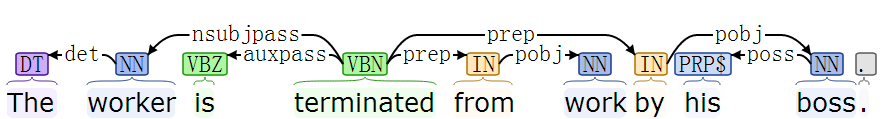 nsubjpass prep
det auxpass prep pobj pobj poss
DT NN VBZ VBN IN NN IN PRP$ NN .
The worker is terminated from work by his boss.